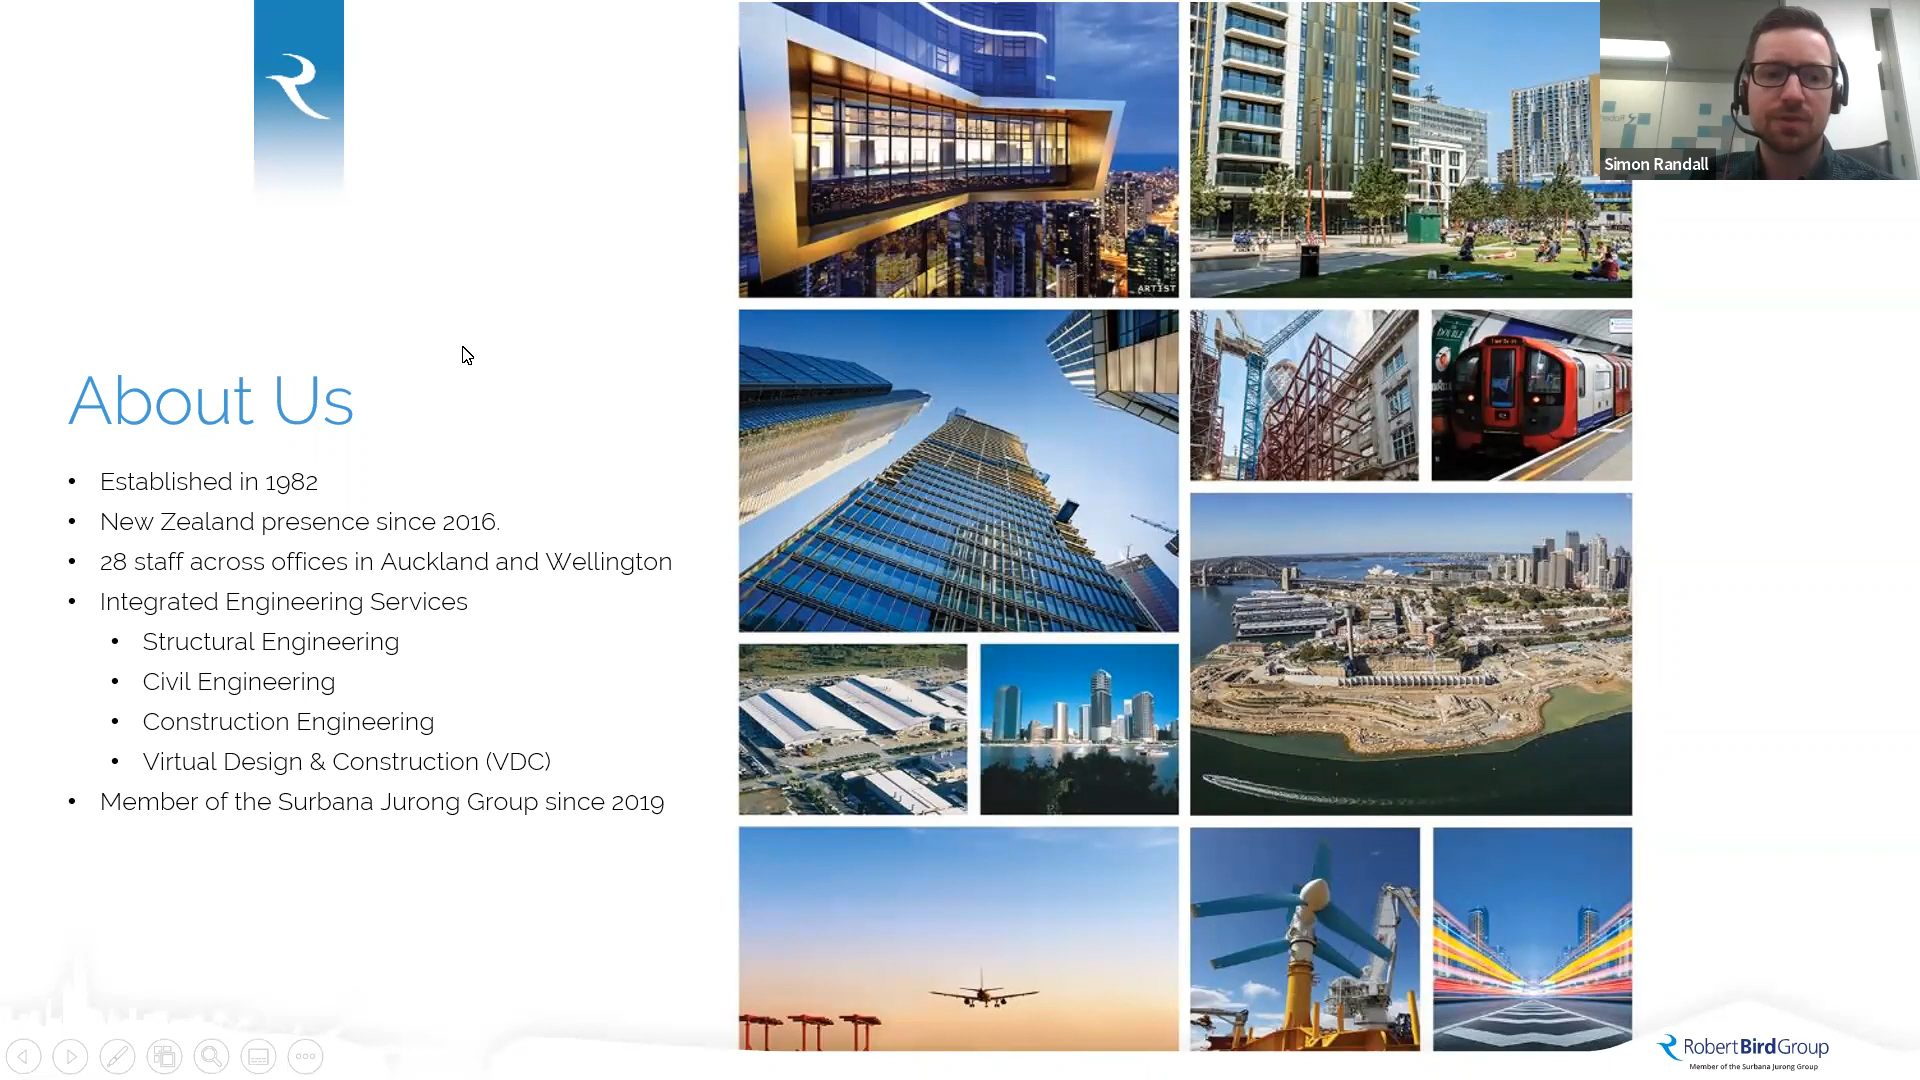 ARTIST
Simon Randall
About Us
• Established in 1982
• New Zealand presence since 2016.
• 28 staff across offices in Auckland and Wellington
• Integrated Engineering Services
• Structural Engineering
• Civil Engineering
• Construction Engineering
• Virtual Design & Construction (VDC)
• Member of the Surbana Jurong Group since 2019
RobertBirdGroup
Member of the Surbana Jurong Group